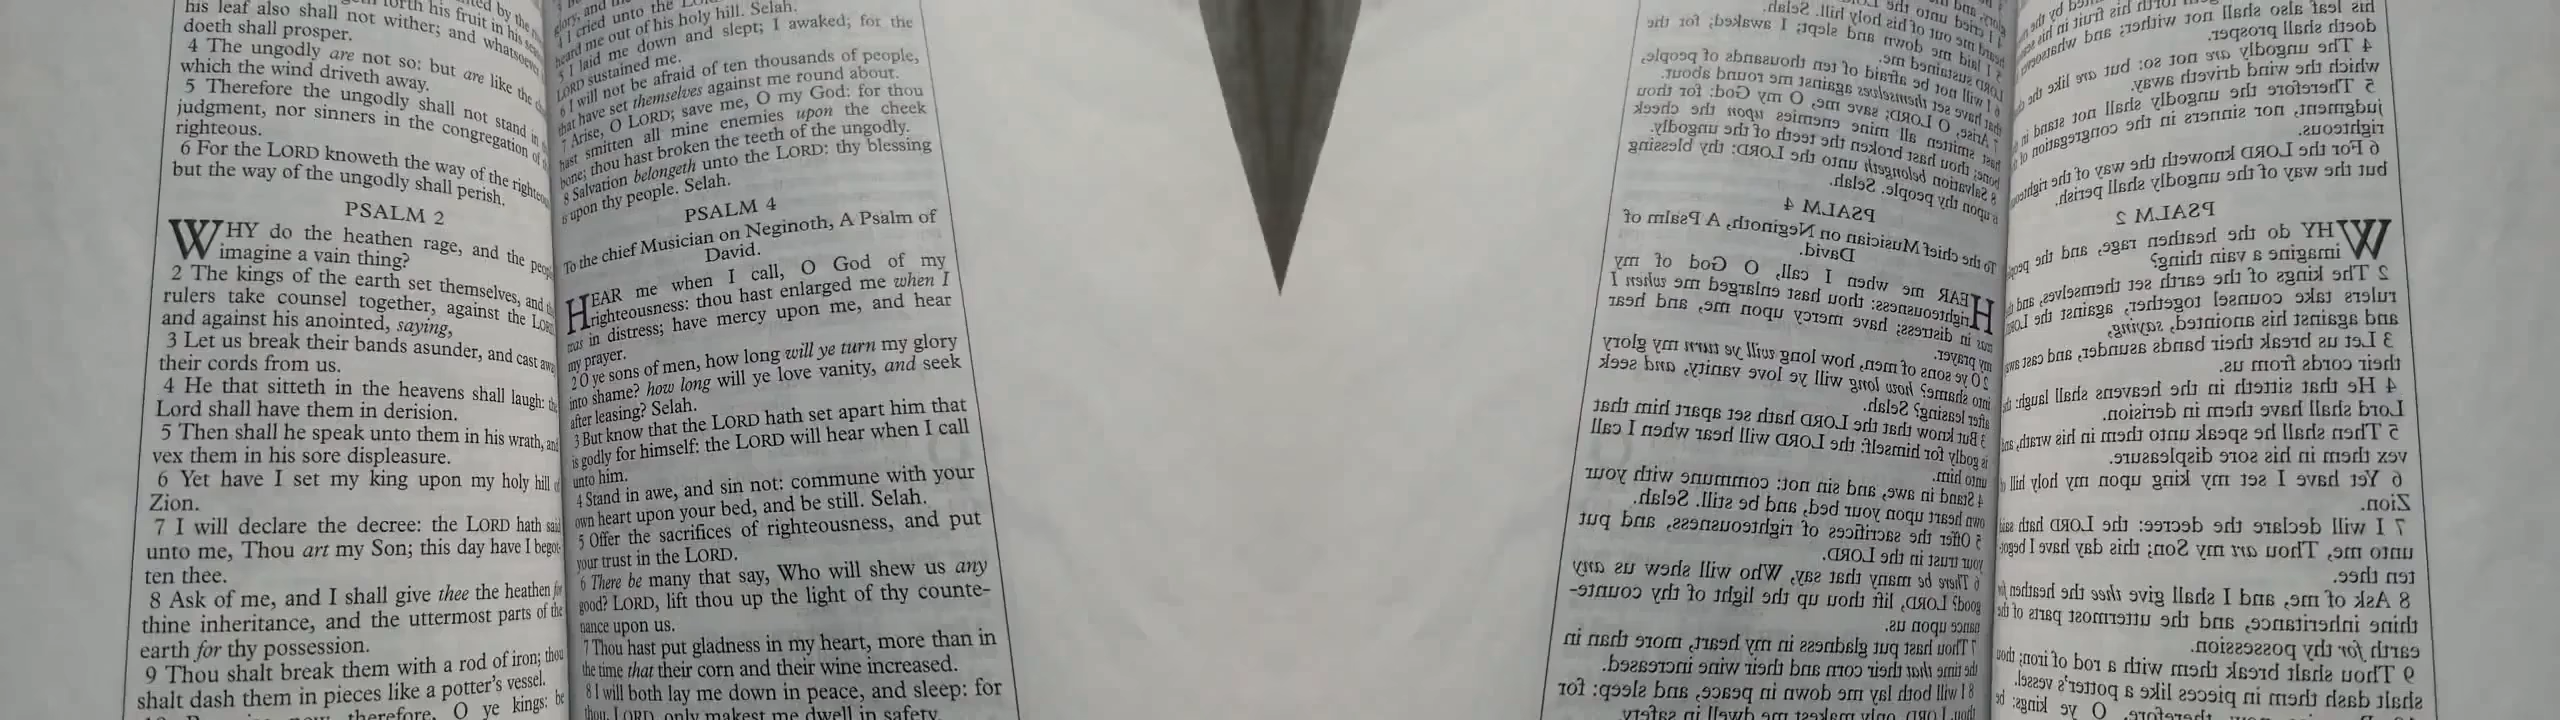 his leaf also shall not wither; and whatsoever
doeth shall prosper.
4 The ungodly are not so: but are like the
which the wind driveth away.
5 Therefore the ungodly shall not stand in
judgment, nor sinners in the congregation of
righteous.
6 For the LORD knoweth the way of the righteous
but the way of the ungodly shall perish.
PSALM 2
WHY do the heathen rage, and the
imagine a vain thing?
2 The kings of the earth set themselves, and
rulers take counsel together, against the LORD
and against his anointed, saying,
3 Let us break their bands asunder, and cast
their cords from us.
4 He that sitteth in the heavens shall laugh:
Lord shall have them in derision.
5 Then shall he speak unto them in his wrath, and
vex them in his sore displeasure.
6 Yet have I set my king upon my holy hill
Zion.
7 I will declare the decree: the LORD hath said
unto me, Thou art my Son; this day have I begot-
ten thee.
8 Ask of me, and I shall give thee the heathen
thine inheritance, and the uttermost parts of the
earth for thy possession.
9 Thou shalt break them with a rod of iron; thou
shalt dash them in pieces like a potter's vessel.
therefore, O ye kings: be
I cried unto the
heard me out of his holy hill. Selah.
5 I laid me down and slept; I awaked; for the
LORD sustained me.
6 I will not be afraid of ten thousands of people,
that have set themselves against me round about.
7 Arise, O LORD; save me, O my God: for thou
hast smitten all mine enemies upon the cheek
bone; thou hast broken the teeth of the ungodly.
8 Salvation belongeth unto the LORD: thy blessing
is upon thy people. Selah.
PSALM 4
To the chief Musician on Neginoth, A Psalm of
David.
HEAR me when I call, O God of my
righteousness: thou hast enlarged me when I
was in distress; have mercy upon me, and hear
my prayer.
2 O ye sons of men, how long will ye turn my glory
into shame? how long will ye love vanity, and seek
after leasing? Selah.
3 But know that the LORD hath set apart him that
is godly for himself: the LORD will hear when I call
unto him.
4 Stand in awe, and sin not: commune with your
own heart upon your bed, and be still. Selah.
5 Offer the sacrifices of righteousness, and put
your trust in the LORD.
6 There be many that say, Who will shew us any
good? LORD, lift thou up the light of thy counte-
nance upon us.
7 Thou hast put gladness in my heart, more than in
the time that their corn and their wine increased.
8 I will both lay me down in peace, and sleep: for
thou, LORD, only makest me dwell in safety.